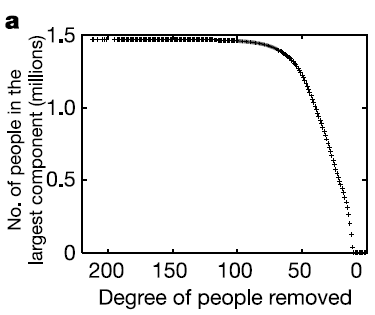 a
No. of people in the
largest component (millions)
1.5
1.0
0.5
0
200 150 100 50 0
Degree of people removed